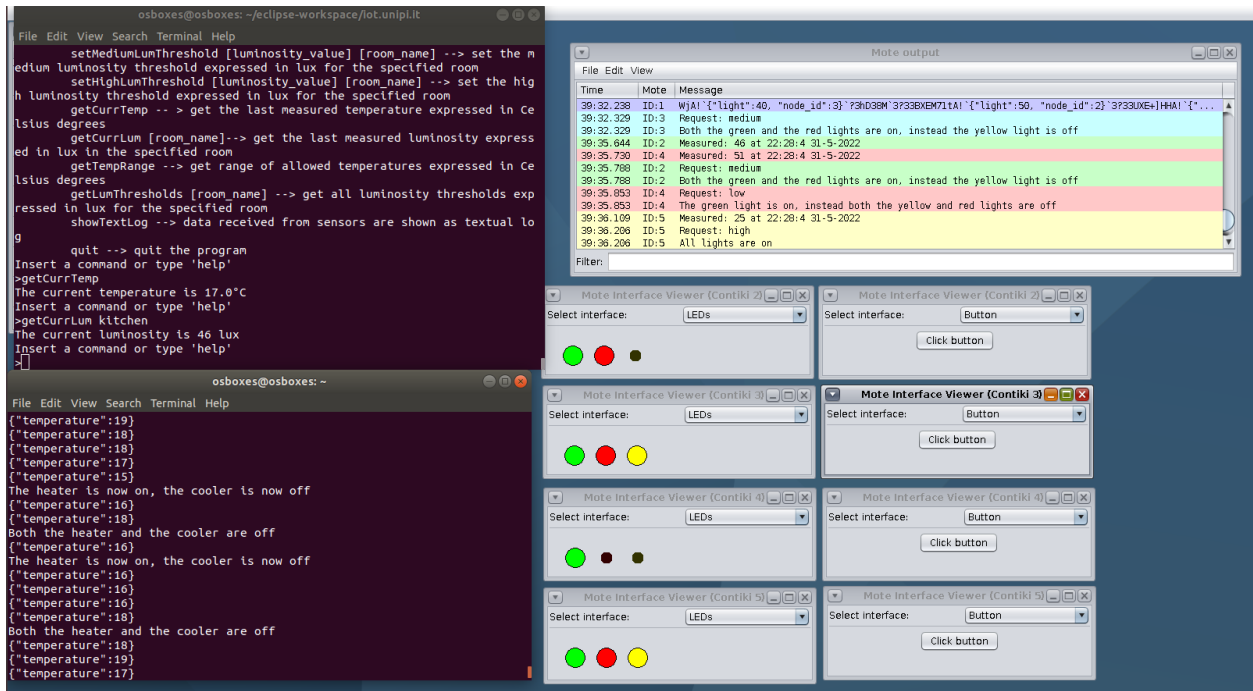 osboxes@osboxes: ~/eclipse-workspace/iot.unipi.it
File Edit View Search Terminal Help
setMediumLumThreshold [luminosity_value] [room_name] --> set the m
edium luminosity threshold expressed in lux for the specified room
setHighLumThreshold [luminosity_value] [room_name] --> set the hig
h luminosity threshold expressed in lux for the specified room
getCurrTemp -- > get the last measured temperature expressed in Ce
lsius degrees
getCurrLum [room_name]--> get the last measured luminosity express
ed in lux in the specified room
getTempRange --> get range of allowed temperatures expressed in Ce
lsius degrees
getLumThresholds [room_name] --> get all luminosity thresholds exp
ressed in lux for the specified room
showTextLog --> data received from sensors are shown as textual lo
g
quit --> quit the program
Insert a command or type 'help'
>getCurrTemp
The current temperature is 17.0°C
Insert a command or type 'help'
>getCurrLum kitchen
The current luminosity is 46 lux
Insert a command or type 'help'
>
osboxes@osboxes: ~
File Edit View Search Terminal Help
{"temperature":19}
{"temperature":18}
{"temperature":18}
{"temperature":17}
{"temperature":15}
The heater is now on, the cooler is now off
{"temperature":16}
{"temperature":18}
Both the heater and the cooler are off
{"temperature":16}
The heater is now on, the cooler is now off
{"temperature":16}
{"temperature":16}
{"temperature":16}
{"temperature":18}
Both the heater and the cooler are off
{"temperature":18}
{"temperature":19}
{"temperature":17}
Mote output
File Edit View
Time Mote Message
39:32.238 ID:1 WjA!`{"light":40, "node_id":3}`?3hD38M`3?33BXEM71tA!`{"light":50, "node_id":2}`3?33UXE+]HHA!`{"...
39:32.329 ID:3 Request: medium
39:32.329 ID:3 Both the green and the red lights are on, instead the yellow light is off
39:35.644 ID:2 Measured: 46 at 22:28:4 31-5-2022
39:35.730 ID:4 Measured: 51 at 22:28:4 31-5-2022
39:35.788 ID:2 Request: medium
39:35.788 ID:2 Both the green and the red lights are on, instead the yellow light is off
39:35.853 ID:4 Request: low
39:35.853 ID:4 The green light is on, instead both the yellow and red lights are off
39:36.109 ID:5 Measured: 25 at 22:28:4 31-5-2022
39:36.206 ID:5 Request: high
39:36.206 ID:5 All lights are on
Filter:
Mote Interface Viewer (Contiki 2)
Select interface: LEDs
Mote Interface Viewer (Contiki 2)
Select interface: Button
Click button
Mote Interface Viewer (Contiki 3)
Select interface: LEDs
Mote Interface Viewer (Contiki 3)
Select interface: Button
Click button
Mote Interface Viewer (Contiki 4)
Select interface: LEDs
Mote Interface Viewer (Contiki 4)
Select interface: Button
Click button
Mote Interface Viewer (Contiki 5)
Select interface: LEDs
Mote Interface Viewer (Contiki 5)
Select interface: Button
Click button